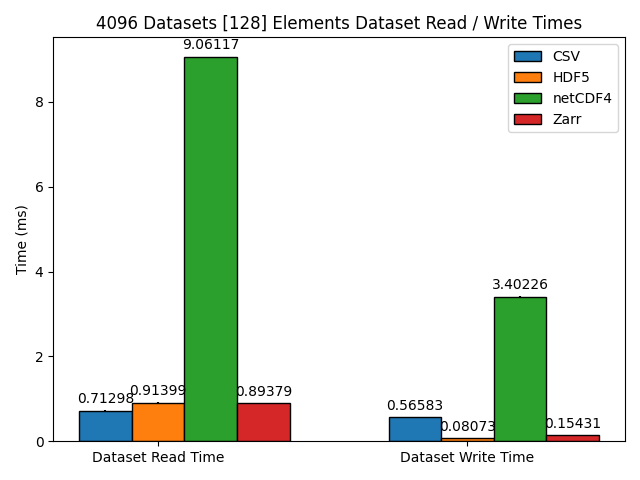 4096 Datasets [128] Elements Dataset Read / Write Times
9.06117
CSV
HDF5
netCDF4
Zarr
8
6
4
2
0
Time (ms)
3.40226
0.71298
0.91399
0.89379
0.56583
0.08073
0.15431
Dataset Read Time
Dataset Write Time